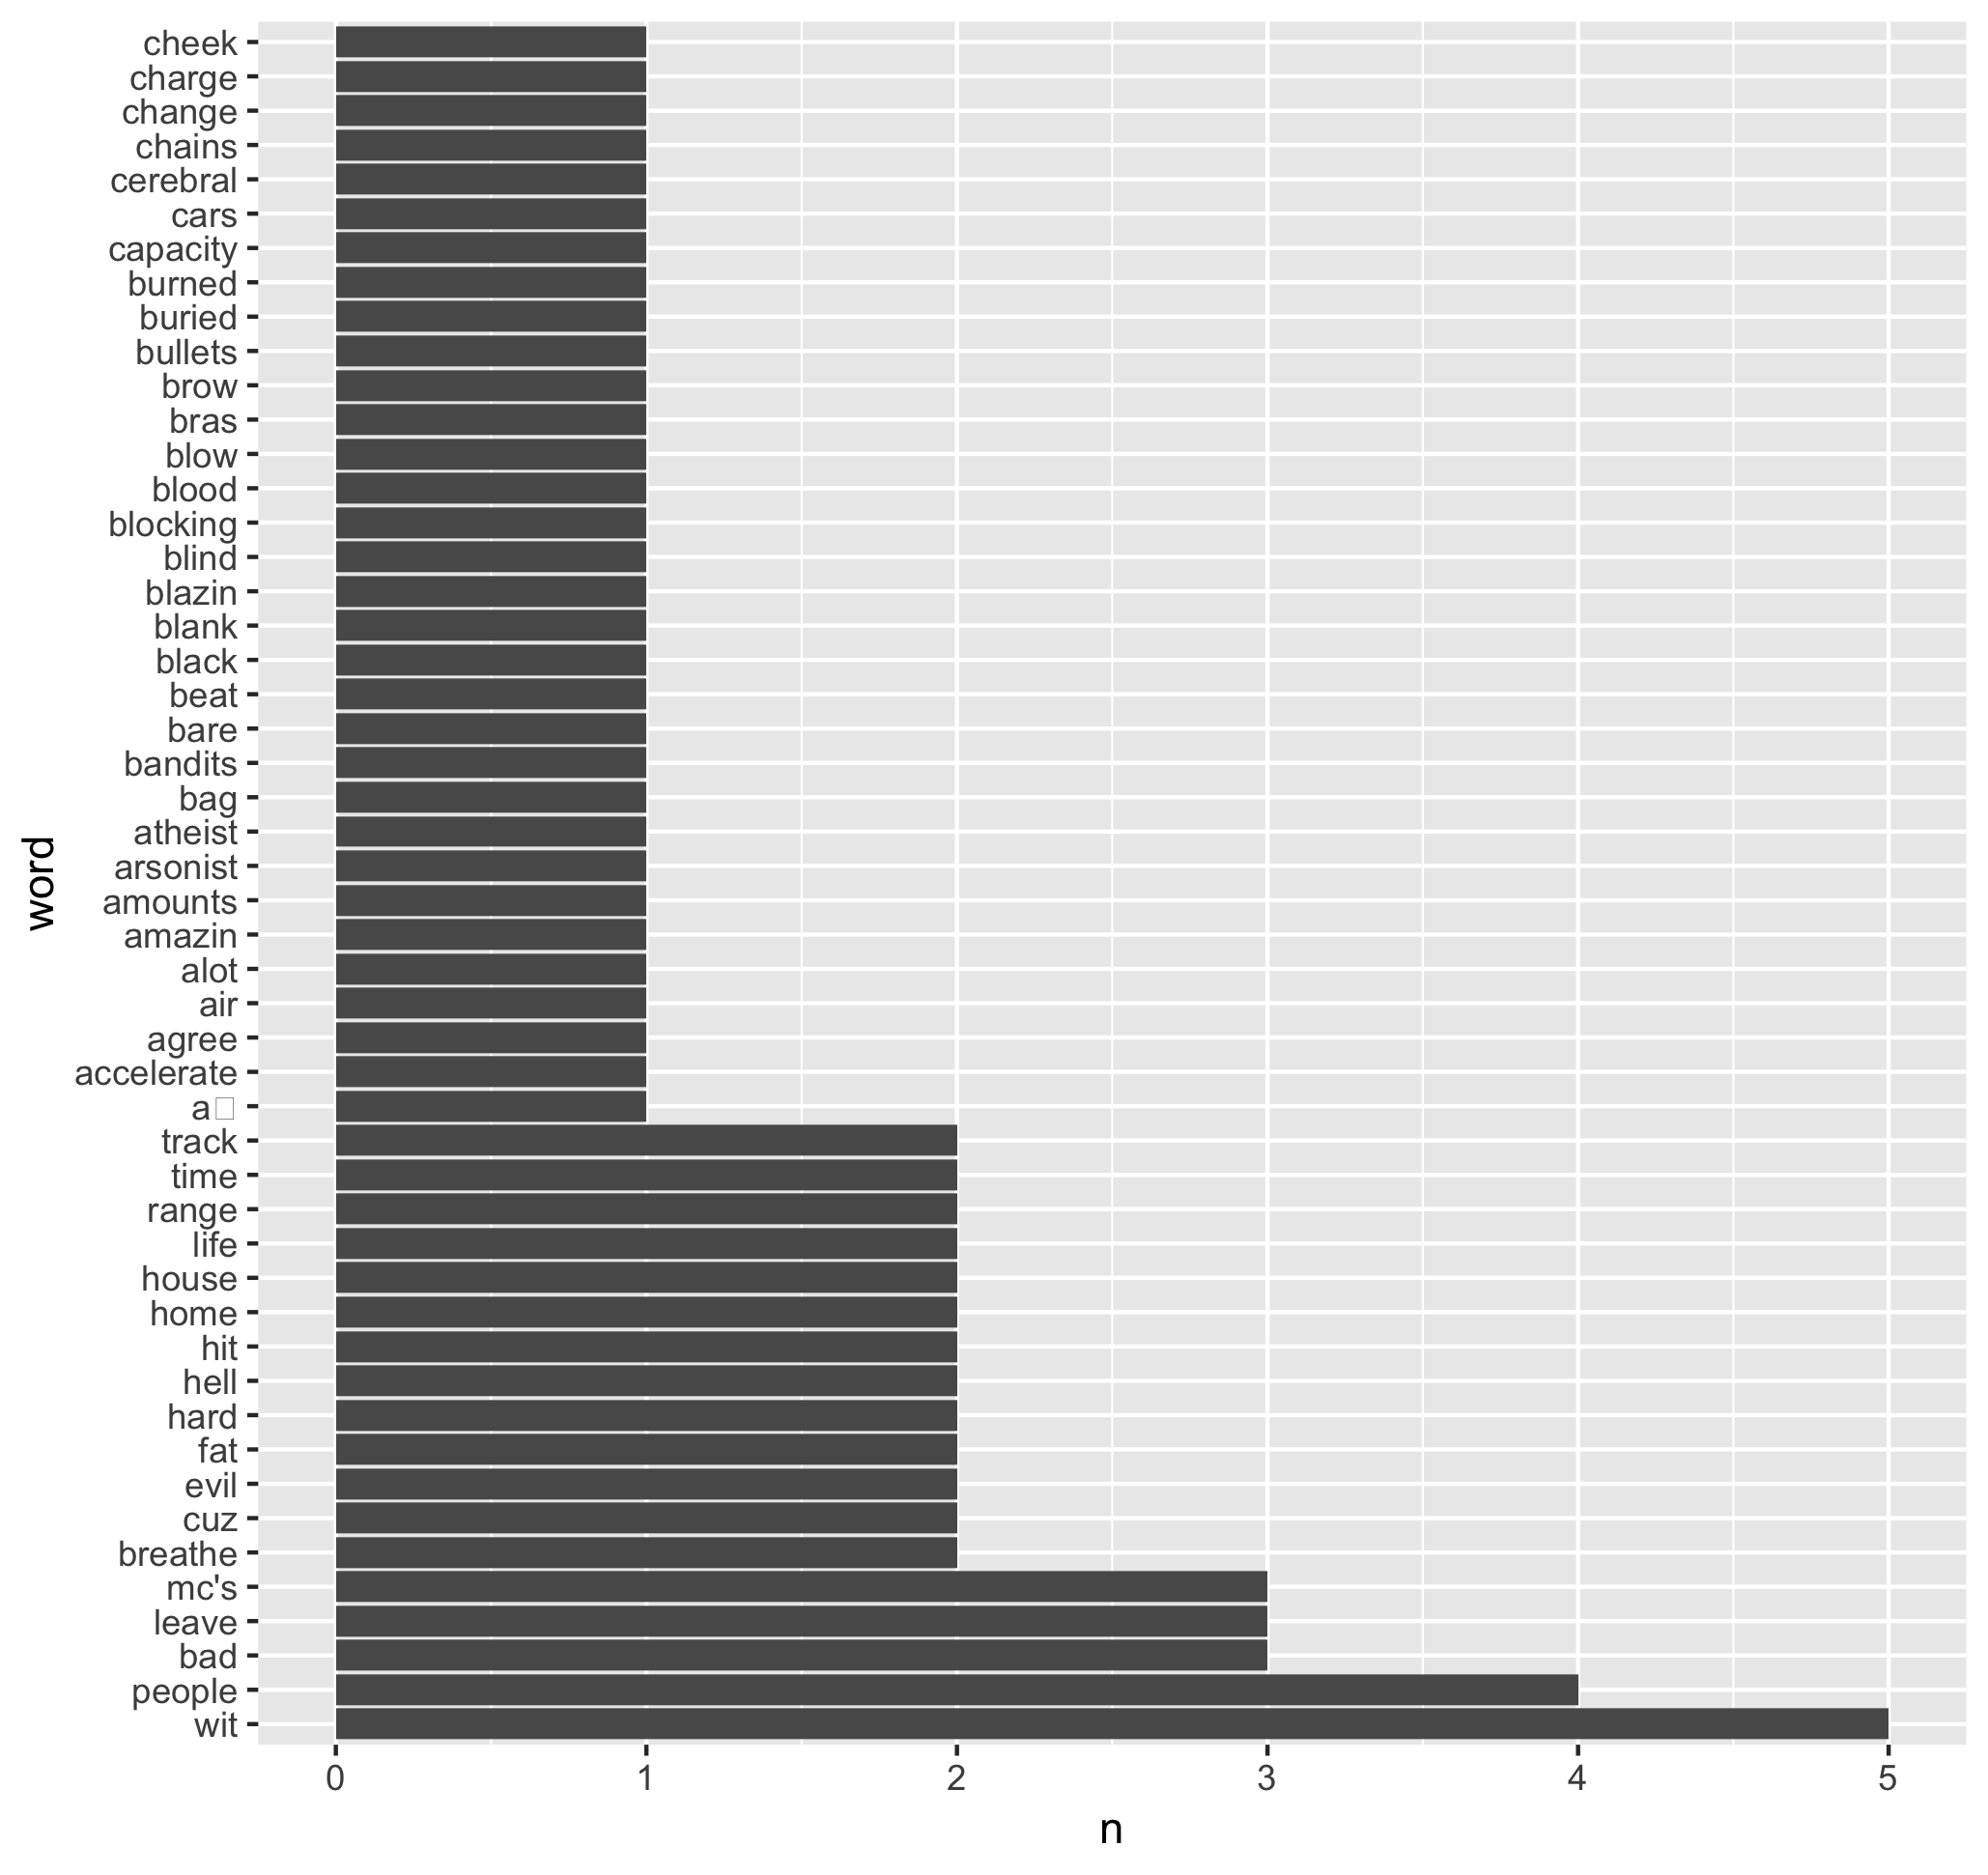 cheek
charge
change
chains
cerebral
cars
capacity
burned
buried
bullets
brow
bras
blow
blood
blocking
blind
blazin
blank
black
beat
bare
bandits
bag
atheist
arsonist
amounts
amazin
alot
air
agree
accelerate
a□
track
time
range
life
house
home
hit
hell
hard
fat
evil
cuz
breathe
mc's
leave
bad
people
wit
word
0 1 2 3 4 5
n